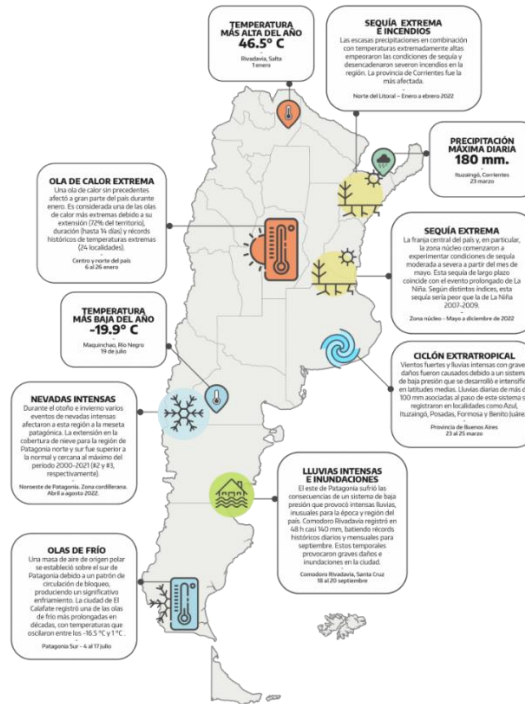 TEMPERATURA
MÁS ALTA DEL AÑO
46.5° C
Rivadavia, Salta
1 enero
SEQUÍA EXTREMA
E INCENDIOS
Las escasas precipitaciones en combinación
con temperaturas extremadamente altas
empeoraron las condiciones de sequía y
desencadenaron severon incendios en la
región. La provincia de Corrientes fue la
más afectada.
Norte del Litoral - Enero a ebrero 2022
PRECIPITACIÓN
MÁXIMA DIARIA
180 mm.
Ituzaingó, Corrientes
23 marzo
OLA DE CALOR EXTREMA
Una ola de calor sin precedentes
afectó a gran parte del país durante
enero. Es considerada una de las olas
de calor más extremas debido a su
extensión (72% del territorio),
duración (hasta 14 días) y récords
históricos de temperaturas extremas
(24 localidades).
Centro y norte del país
6 al 26 enero
SEQUÍA EXTREMA
La franja central del país y, en particular,
la zona núcleo comenzaron a
experimentar condiciones de sequía
moderada a severa a partir del mes de
mayo. Esta sequía de largo plazo
coincide con el evento prolongado de La
Niña. Según distintos índices, esta
sequía sería peor que la de La Niña
2007-2009.
Zona núcleo - Mayo a diciembre de 2022
TEMPERATURA
MÁS BAJA DEL AÑO
-19.9° C
Maquinchao, Río Negro
19 de julio
CICLÓN EXTRATROPICAL
Vientos fuertes y lluvias intensas con graves
daños fueron causados debido a un sistema
de baja presión que se desarrolló e intensificó
en latitudes medias. Lluvias diarias de más de
100 mm asociadas al paso de este sistema se
registraron en localidades como Azul,
Ituzaingó, Posadas, Formosa y Benito Juárez.
Provincia de Buenos Aires
23 al 25 marzo
NEVADAS INTENSAS
Durante el otoño e invierno varios
eventos de nevadas intensas
afectaron a esta región a la meseta
patagónica. La extensión en la
cobertura de nieve para la región de
Patagonia norte y sur fue superior a
la normal y cercana al máximo del
período 2000-2021 (#2 y #3,
respectivamente).
Noroeste de Patagonia. Zona cordillerana.
Abril a agosto 2022.
LLUVIAS INTENSAS
E INUNDACIONES
El este de Patagonia sufrió las
consecuencias de un sistema de baja
presión que provocó intensas lluvias,
inusuales para la época y región del
país. Comodoro Rivadavia registró en
48 h casi 140 mm, batiendo récords
históricos diarios y mensuales para
septiembre. Estos temporales
provocaron graves daños e
inundaciones en la ciudad.
Comodoro Rivadavia, Santa Cruz
18 al 20 septiembre
OLAS DE FRÍO
Una masa de aire de origen polar
se estableció sobre el sur de
Patagonia debido a un patrón de
circulación de bloqueo,
produciendo un significativo
enfriamiento. La ciudad de El
Calafate registró una de las olas
de frío más prolongadas en
décadas, con temperaturas que
oscilaron entre los -16.5 °C y 1 °C.
Patagonia Sur - 4 al 17 julio